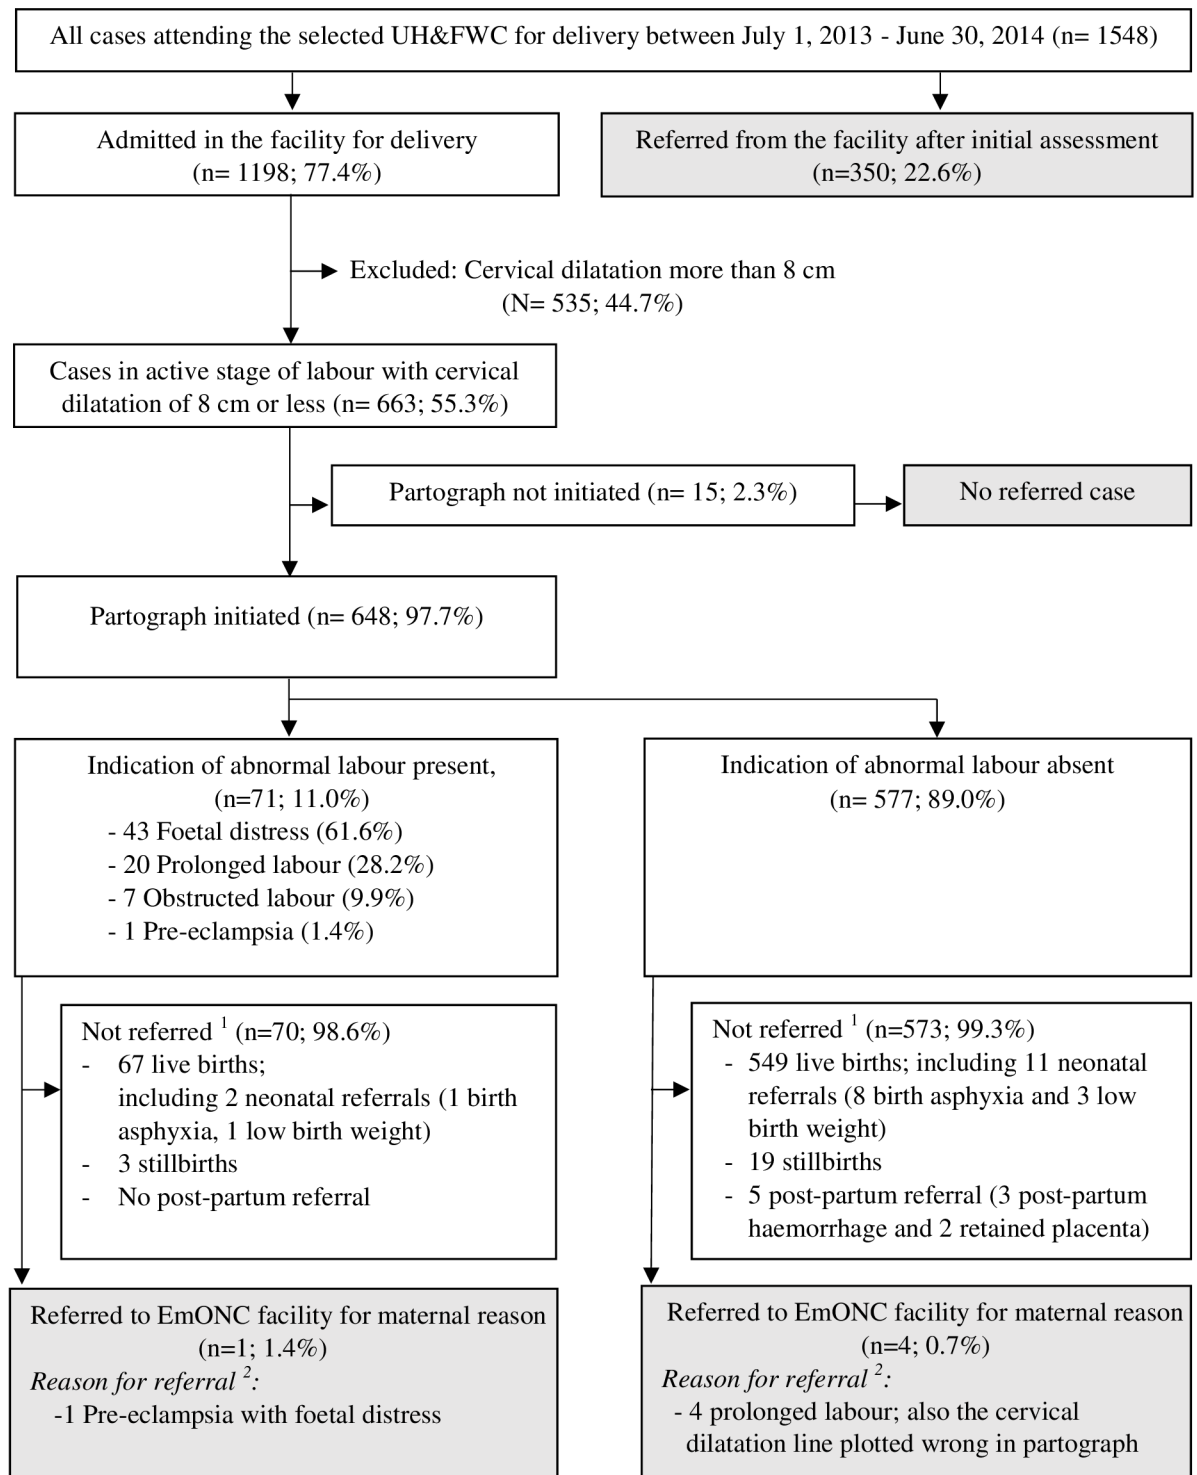 All cases attending the selected UH&FWC for delivery between July 1, 2013 - June 30, 2014 (n= 1548)
Admitted in the facility for delivery
(n= 1198; 77.4%)
Referred from the facility after initial assessment
(n=350; 22.6%)
Excluded: Cervical dilatation more than 8 cm
(N= 535; 44.7%)
Cases in active stage of labour with cervical
dilatation of 8 cm or less (n= 663; 55.3%)
Partograph not initiated (n= 15; 2.3%)
No referred case
Partograph initiated (n= 648; 97.7%)
Indication of abnormal labour present,
(n=71; 11.0%)
- 43 Foetal distress (61.6%)
- 20 Prolonged labour (28.2%)
- 7 Obstructed labour (9.9%)
- 1 Pre-eclampsia (1.4%)
Indication of abnormal labour absent
(n= 577; 89.0%)
Not referred 1 (n=70; 98.6%)
- 67 live births;
including 2 neonatal referrals (1 birth
asphyxia, 1 low birth weight)
- 3 stillbirths
- No post-partum referral
Not referred 1 (n=573; 99.3%)
- 549 live births; including 11 neonatal
referrals (8 birth asphyxia and 3 low
birth weight)
- 19 stillbirths
- 5 post-partum referral (3 post-partum
haemorrhage and 2 retained placenta)
Referred to EmONC facility for maternal reason
(n=1; 1.4%)
Reason for referral 2:
-1 Pre-eclampsia with foetal distress
Referred to EmONC facility for maternal reason
(n=4; 0.7%)
Reason for referral 2:
- 4 prolonged labour; also the cervical
dilatation line plotted wrong in partograph